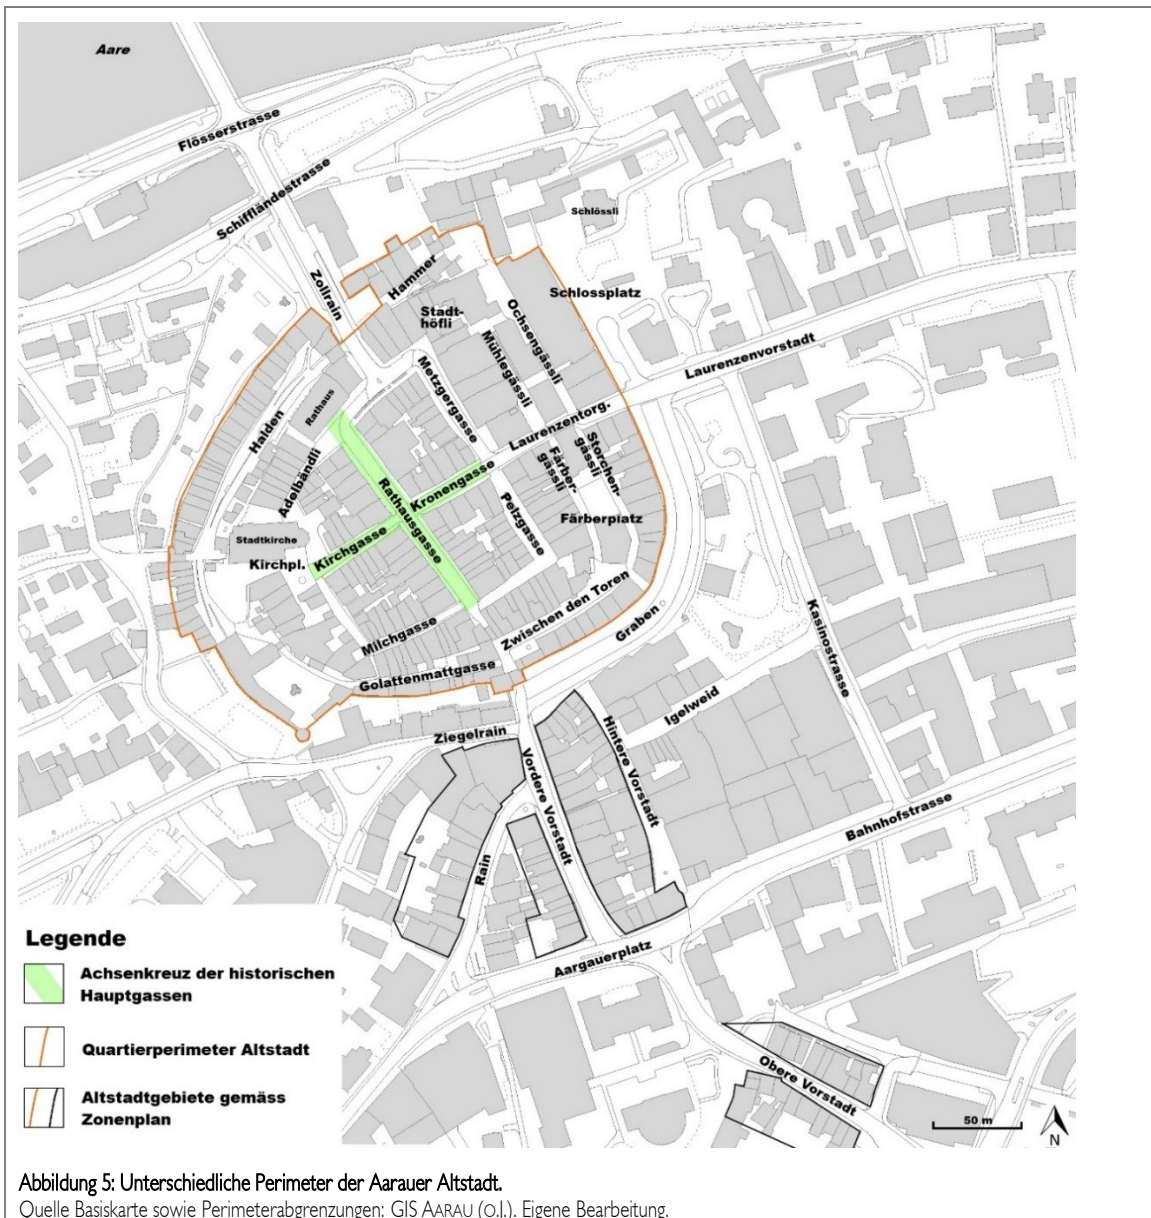 Aare
Flösserstrasse
Schiffländestrasse
Schlössli
Zollrain
Hammer
Schlossplatz
Stadt-
höfli
Ochsengässli
Mühlegässli
Laurenzenvorstadt
Metzgergasse
Rathaus
Halden
Laurenzentorg.
Adelbändli
Storchen-
gässli
Färber-
gässli
Kronengasse
Rathausgasse
Pelzgasse
Färberplatz
Stadtkirche
Kirchgasse
Kirchpl.
Zwischen den Toren
Graben
Kasinostrasse
Milchgasse
Golattenmattgasse
Igelweid
Ziegelrain
Hintere Vorstadt
Vordere Vorstadt
Bahnhofstrasse
Rain
Aargauerplatz
Obere Vorstadt
Legende
Achsenkreuz der historischen
Hauptgassen
Quartierperimeter Altstadt
Altstadtgebiete gemäss
Zonenplan
50 m
N
Abbildung 5: Unterschiedliche Perimeter der Aarauer Altstadt.
Quelle Basiskarte sowie Perimeterabgrenzungen: GIS AARAU (O.J.). Eigene Bearbeitung.